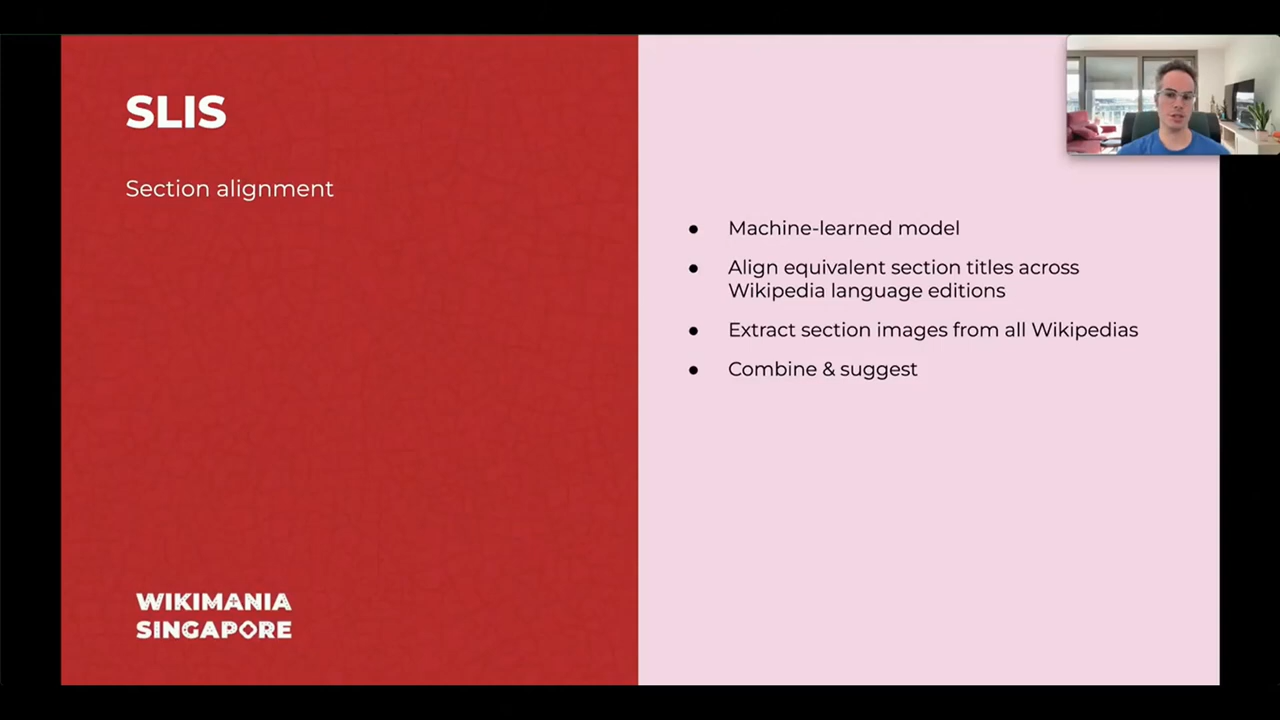 SLIS
Section alignment
● Machine-learned model
● Align equivalent section titles across
Wikipedia language editions
● Extract section images from all Wikipedias
● Combine & suggest
WIKIMANIA
SINGAPORE